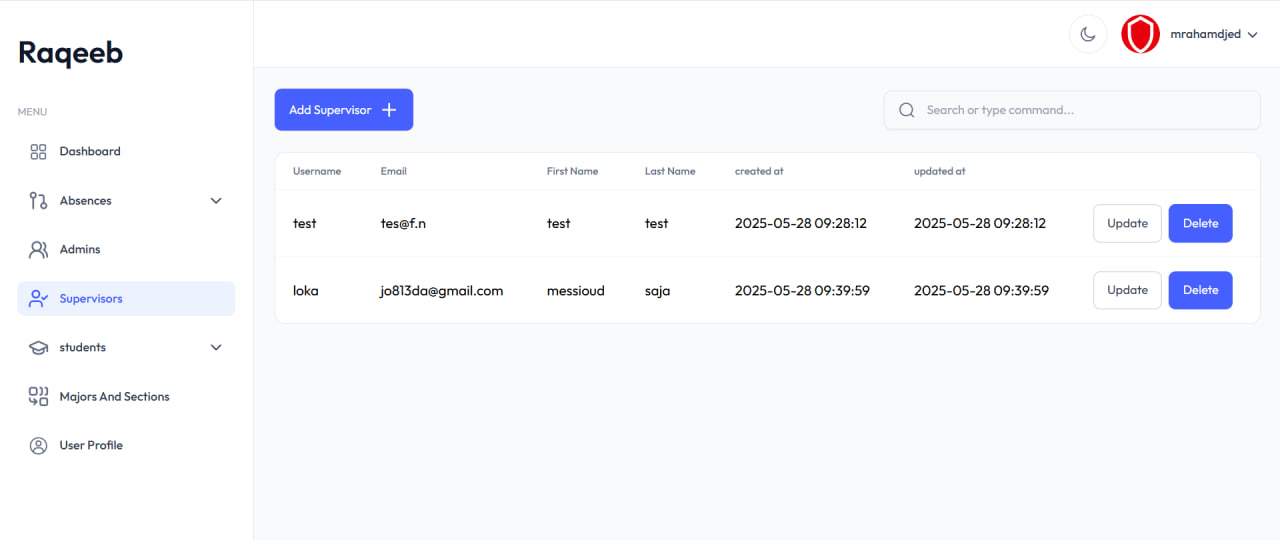 Raqeeb
mrahamdjed
MENU
Dashboard
Absences
Admins
Supervisors
students
Majors And Sections
User Profile
Add Supervisor
Search or type command...
Username Email First Name Last Name created at updated at
test tes@f.n test test 2025-05-28 09:28:12 2025-05-28 09:28:12 Update Delete
loka jo813da@gmail.com messioud saja 2025-05-28 09:39:59 2025-05-28 09:39:59 Update Delete